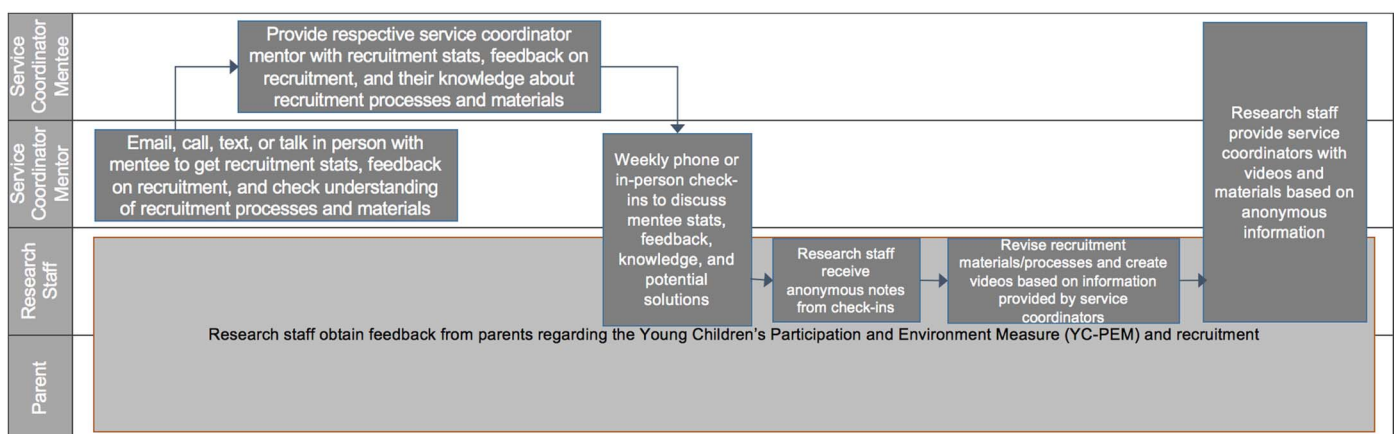 Service
Coordinator
Mentee
Provide respective service coordinator
mentor with recruitment stats, feedback on
recruitment, and their knowledge about
recruitment processes and materials
Service
Coordinator
Mentor
Email, call, text, or talk in person with
mentee to get recruitment stats, feedback
on recruitment, and check understanding
of recruitment processes and materials
Weekly phone or
in-person check-
ins to discuss
mentee stats,
feedback,
knowledge, and
potential
solutions
Research staff
provide service
coordinators with
videos and
materials based on
anonymous
information
Research
Staff
Research staff
receive
anonymous notes
from check-ins
Revise recruitment
materials/processes and create
videos based on information
provided by service
coordinators
Research staff obtain feedback from parents regarding the Young Children's Participation and Environment Measure (YC-PEM) and recruitment
Parent